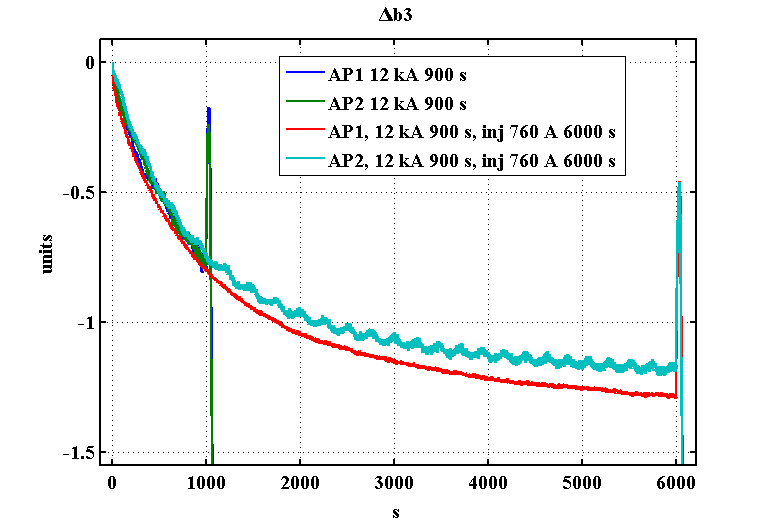 Δb3
AP1 12 kA 900 s
AP2 12 kA 900 s
AP1, 12 kA 900 s, inj 760 A 6000 s
AP2, 12 kA 900 s, inj 760 A 6000 s
units
0
-0.5
-1
-1.5
0 1000 2000 3000 4000 5000 6000
s